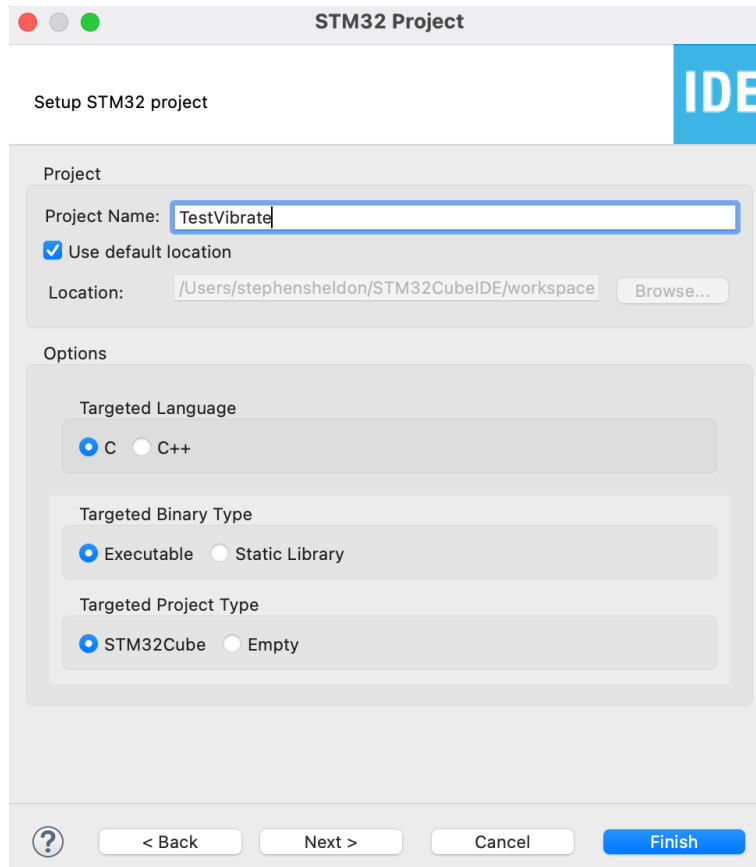 STM32 Project
Setup STM32 project
IDE
Project
Project Name: TestVibrate
Use default location
Location: /Users/stephensheldon/STM32CubeIDE/workspace Browse...
Options
Targeted Language
C C++
Targeted Binary Type
Executable Static Library
Targeted Project Type
STM32Cube Empty
? < Back Next > Cancel Finish